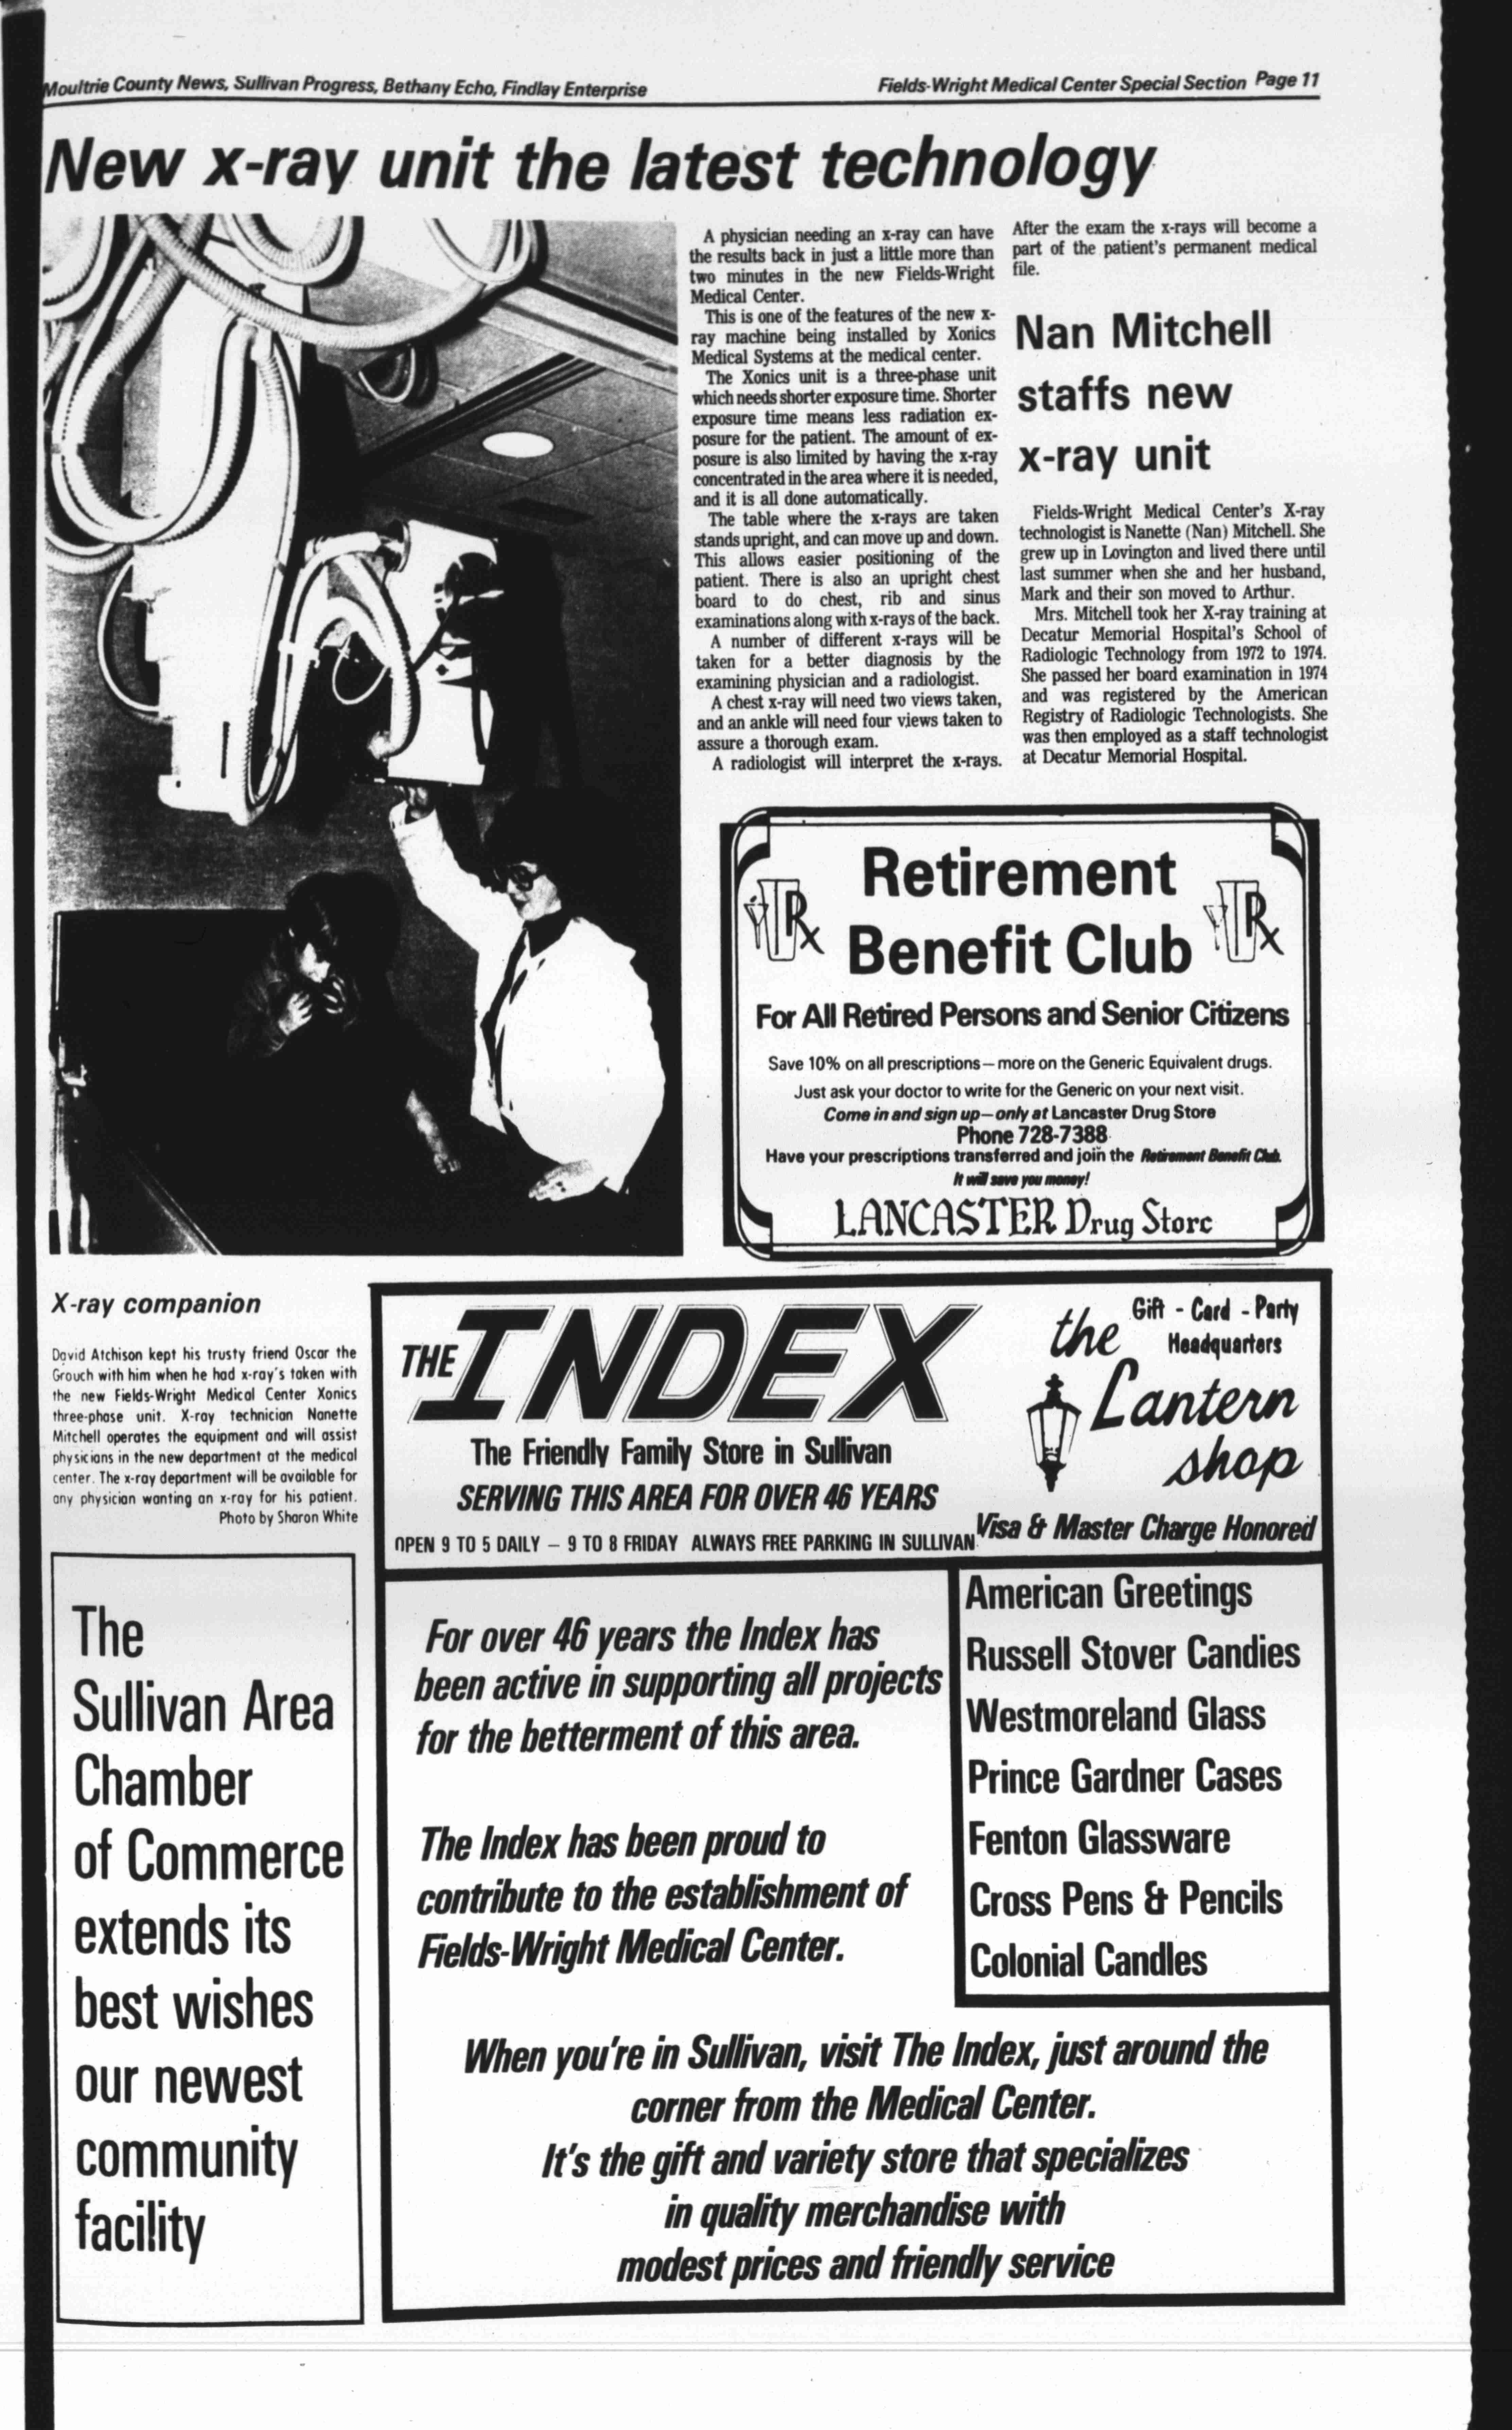 Moultrie County News, Sullivan Progress, Bethany Echo, Findlay Enterprise
Fields-Wright Medical Center Special Section Page 11
New x-ray unit the latest technology
A physician needing an x-ray can have
the results back in just a little more than
two minutes in the new Fields-Wright
Medical Center.
This is one of the features of the new x-
ray machine being installed by Xonics
Medical Systems at the medical center.
The Xonics unit is a three-phase unit
which needs shorter exposure time. Shorter
exposure time means less radiation ex-
posure for the patient. The amount of ex-
posure is also limited by having the x-ray
concentrated in the area where it is needed,
and it is all done automatically.
The table where the x-rays are taken
stands upright, and can move up and down.
This allows easier positioning of the
patient. There is also an upright chest
board to do chest, rib and sinus
examinations along with x-rays of the back.
A number of different x-rays will be
taken for a better diagnosis by the
examining physician and a radiologist.
A chest x-ray will need two views taken,
and an ankle will need four views taken to
assure a thorough exam.
A radiologist will interpret the x-rays.
After the exam the x-rays will become a
part of the patient's permanent medical
file.
Nan Mitchell
staffs new
x-ray unit
Fields-Wright Medical Center's X-ray
technologist is Nanette (Nan) Mitchell. She
grew up in Lovington and lived there until
last summer when she and her husband,
Mark and their son moved to Arthur.
Mrs. Mitchell took her X-ray training at
Decatur Memorial Hospital's School of
Radiologic Technology from 1972 to 1974.
She passed her board examination in 1974
and was registered by the American
Registry of Radiologic Technologists. She
was then employed as a staff technologist
at Decatur Memorial Hospital.
Retirement
Benefit Club
Rx
Rx
For All Retired Persons and Senior Citizens
Save 10% on all prescriptions—more on the Generic Equivalent drugs.
Just ask your doctor to write for the Generic on your next visit.
Come in and sign up—only at Lancaster Drug Store
Phone 728-7388
Have your prescriptions transferred and join the Retirement Benefit Club.
It will save you money!
LANCASTER Drug Store
X-ray companion
David Atchison kept his trusty friend Oscar the
Grouch with him when he had x-ray's taken with
the new Fields-Wright Medical Center Xonics
three-phase unit. X-ray technician Nanette
Mitchell operates the equipment and will assist
physicians in the new department at the medical
center. The x-ray department will be available for
any physician wanting an x-ray for his patient.
Photo by Sharon White
The
Sullivan Area
Chamber
of Commerce
extends its
best wishes
our newest
community
facility
THE INDEX
The Friendly Family Store in Sullivan
SERVING THIS AREA FOR OVER 46 YEARS
OPEN 9 TO 5 DAILY — 9 TO 8 FRIDAY ALWAYS FREE PARKING IN SULLIVAN
Gift - Card - Party
Headquarters
the
Lantern
shop
Visa & Master Charge Honored
For over 46 years the Index has
been active in supporting all projects
for the betterment of this area.
The Index has been proud to
contribute to the establishment of
Fields-Wright Medical Center.
American Greetings
Russell Stover Candies
Westmoreland Glass
Prince Gardner Cases
Fenton Glassware
Cross Pens & Pencils
Colonial Candles
When you're in Sullivan, visit The Index, just around the
corner from the Medical Center.
It's the gift and variety store that specializes
in quality merchandise with
modest prices and friendly service